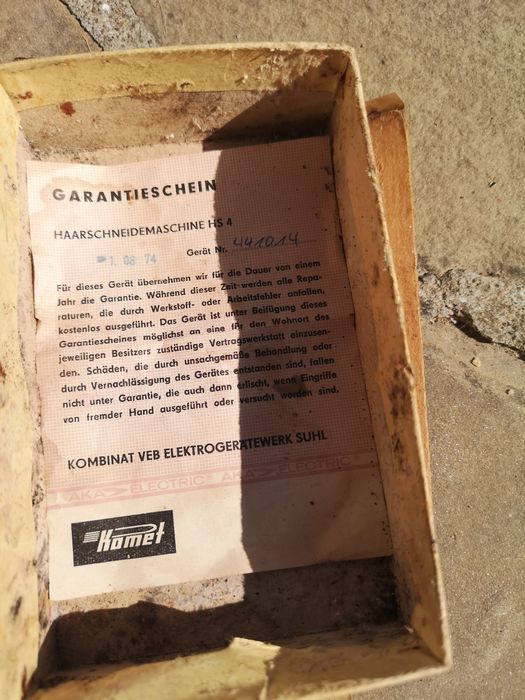 GARANTIESCHEIN
HAARSCHNEIDEMASCHINE HS 4
1. 08 74 Gerät Nr. 441014
Für dieses Gerät übernehmen wir für die Dauer von einem
Jahr die Garantie. Während dieser Zeit werden alle Repa-
raturen, die durch Werkstoff- oder Arbeitsfehler anfallen,
kostenlos ausgeführt. Das Gerät ist unter Beifügung dieses
Garantiescheines möglichst an eine für den Wohnort des
jeweiligen Besitzers zuständige Vertragswerkstatt einzusen-
den. Schäden, die durch unsachgemäße Behandlung oder
durch Vernachlässigung des Gerätes entstanden sind, fallen
nicht unter Garantie, die auch dann erlischt, wenn Eingriffe
von fremder Hand ausgeführt oder versucht worden sind.
KOMBINAT VEB ELEKTROGERÄTEWERK SUHL
AKA ELECTRIC AKA ELECTRIC
Komet